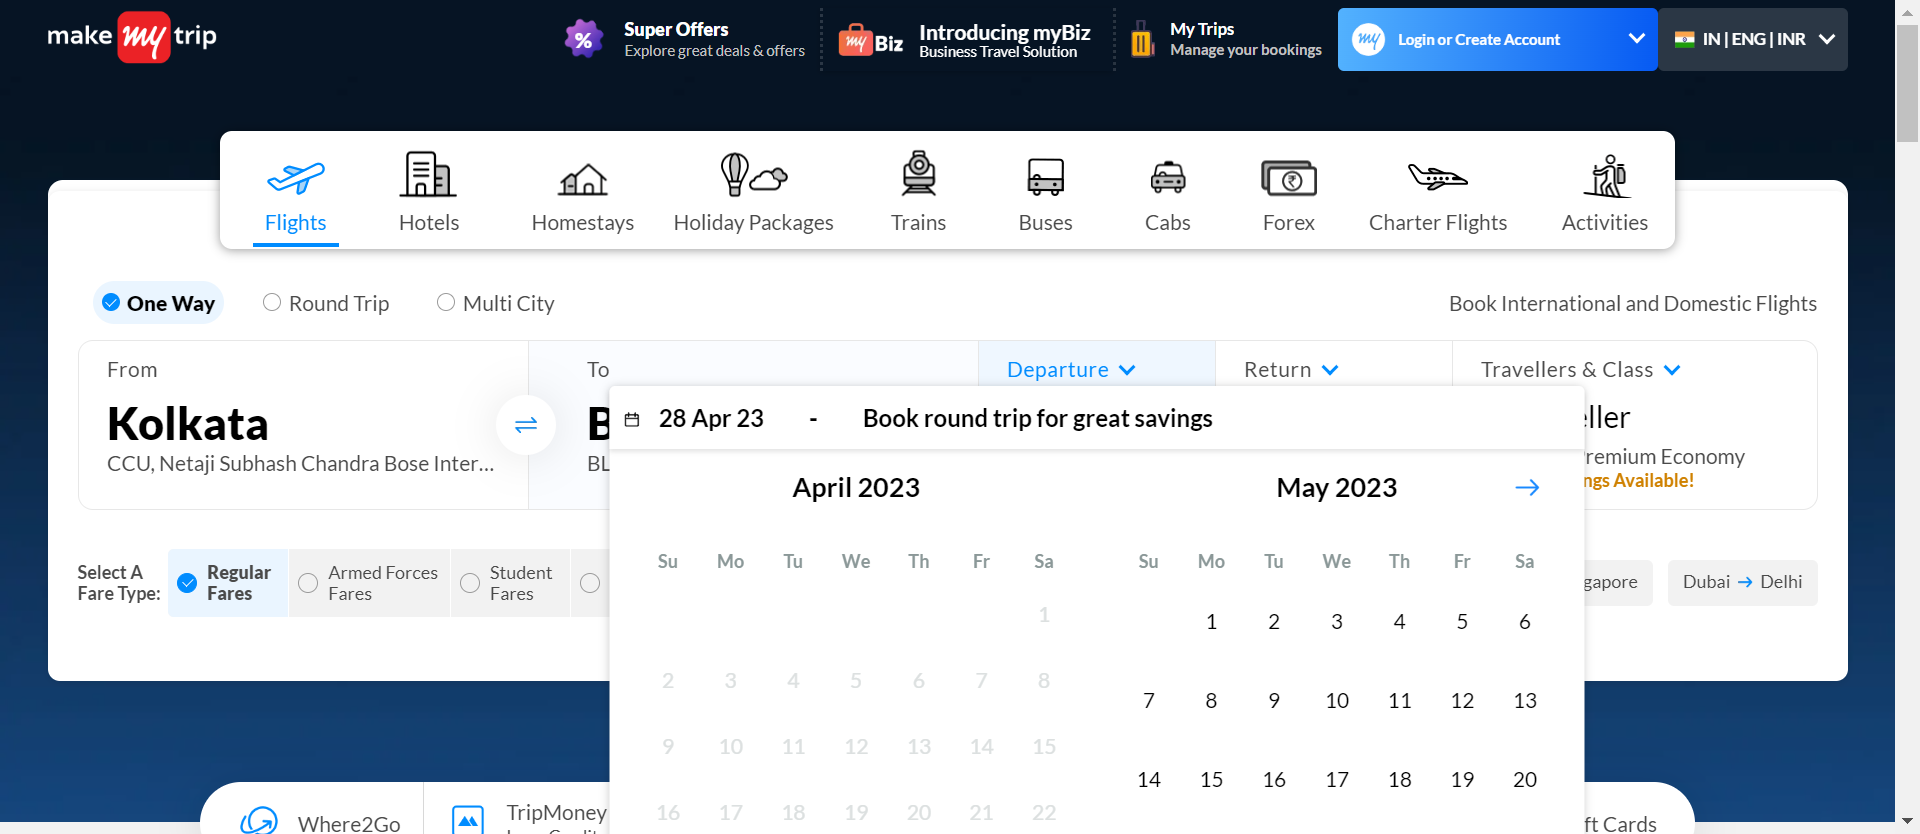 make my trip
Super Offers
Explore great deals & offers
my Biz
Introducing myBiz
Business Travel Solution
My Trips
Manage your bookings
my Login or Create Account
IN | ENG | INR
Flights
Hotels
Homestays
Holiday Packages
Trains
Buses
Cabs
Forex
Charter Flights
Activities
One Way
Round Trip
Multi City
Book International and Domestic Flights
From
Kolkata
CCU, Netaji Subhash Chandra Bose Inter...
To
B
BL
Departure
Return
Travellers & Class
eller
remium Economy
ngs Available!
28 Apr 23 - Book round trip for great savings
April 2023
Su Mo Tu We Th Fr Sa
1
2 3 4 5 6 7 8
9 10 11 12 13 14 15
16 17 18 19 20 21 22
May 2023
Su Mo Tu We Th Fr Sa
1 2 3 4 5 6
7 8 9 10 11 12 13
14 15 16 17 18 19 20
Select A
Fare Type:
Regular
Fares
Armed Forces
Fares
Student
Fares
gapore
Dubai → Delhi
Where2Go
TripMoney
ft Cards